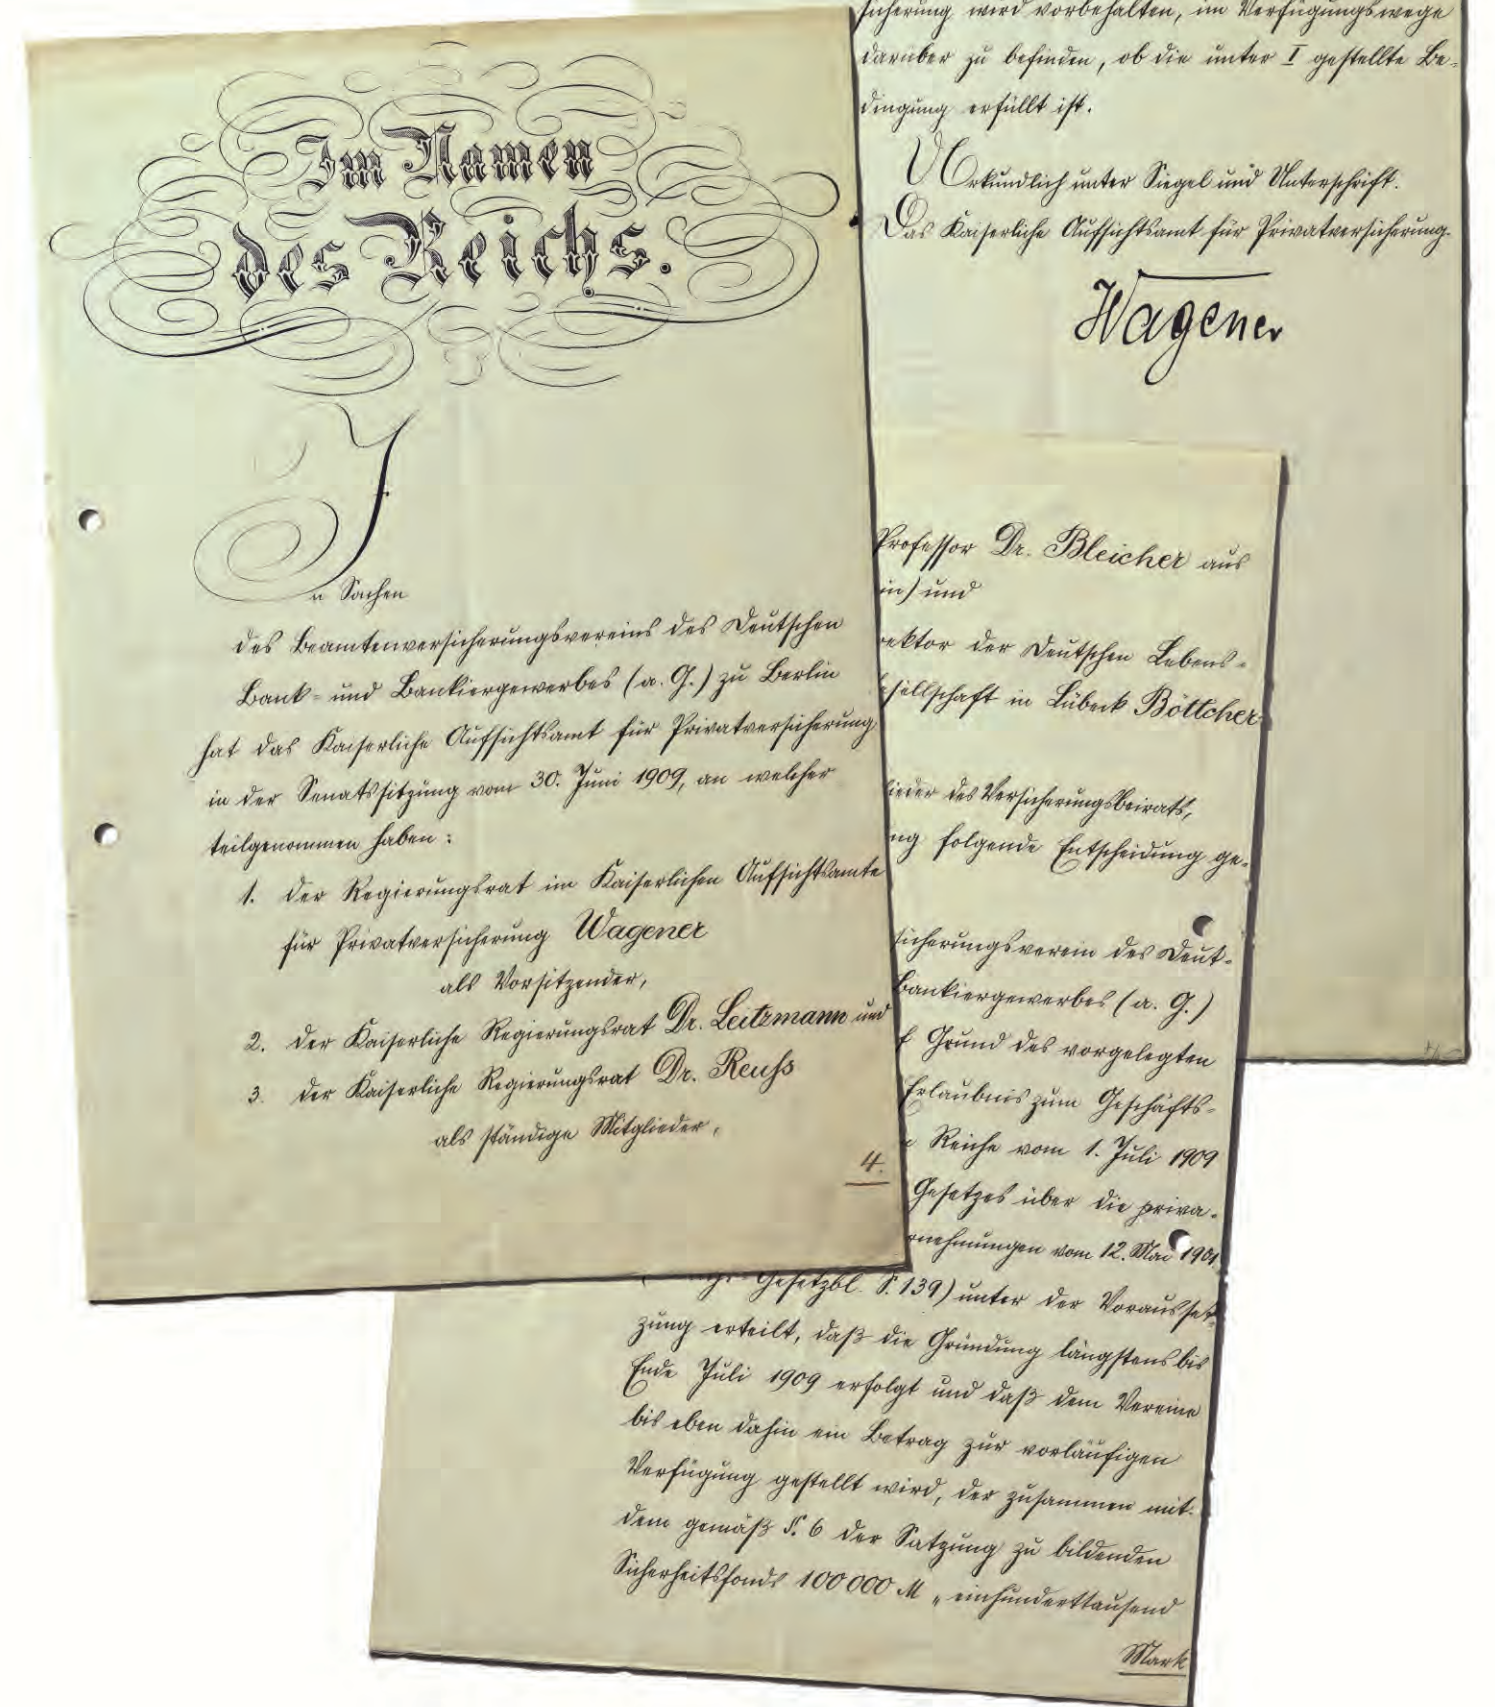 Im Namen
des Reichs.
In Sachen
des Beamtenversicherungsvereins des Deutschen
Bank- und Bankiergewerbes (a. G.) zu Berlin
hat das Kaiserliche Aufsichtsamt für Privatversicherung
in der Senatssitzung vom 30. Juni 1909, an welcher
teilgenommen haben:
1. der Regierungsrat im Kaiserlichen Aufsichtsamte
für Privatversicherung Wagener
als Vorsitzender,
2. der Kaiserliche Regierungsrat Dr. Leitzmann und
3. der Kaiserliche Regierungsrat Dr. Reuſs
als ständige Mitglieder,
4.
Professor Dr. Bleicher aus
in) und
rektor der Deutschen Lebens-
sellschaft in Lübeck Böttcher
lieder des Versicherungsbeirats,
ng folgende Entscheidung ge-
sicherungsverein des Deut-
Bankiergewerbes (a. G.)
f Grund des vorgelegten
Erlaubnis zum Geschäfts-
Reiche vom 1. Juli 1909
Gesetzes über die priva-
rnehmungen vom 12. Mai 1901
Gesetzbl. S. 139) unter der Vorausset-
zung erteilt, daß die Gründung längstens bis
Ende Juli 1909 erfolgt und daß dem Vereine
bis eben dahin ein Betrag zur vorläufigen
Verfügung gestellt wird, der zusammen mit
dem gemäß §. 6 der Satzung zu bildenden
Sicherheitsfonds 100 000 M „einhunderttausend
Mark
sicherung wird vorbehalten, im Verfügungswege
darüber zu befinden, ob die unter I gestellte Be-
dingung erfüllt ist.
Urkundlich unter Siegel und Unterschrift.
Das Kaiserliche Aufsichtsamt für Privatversicherung.
Wagener